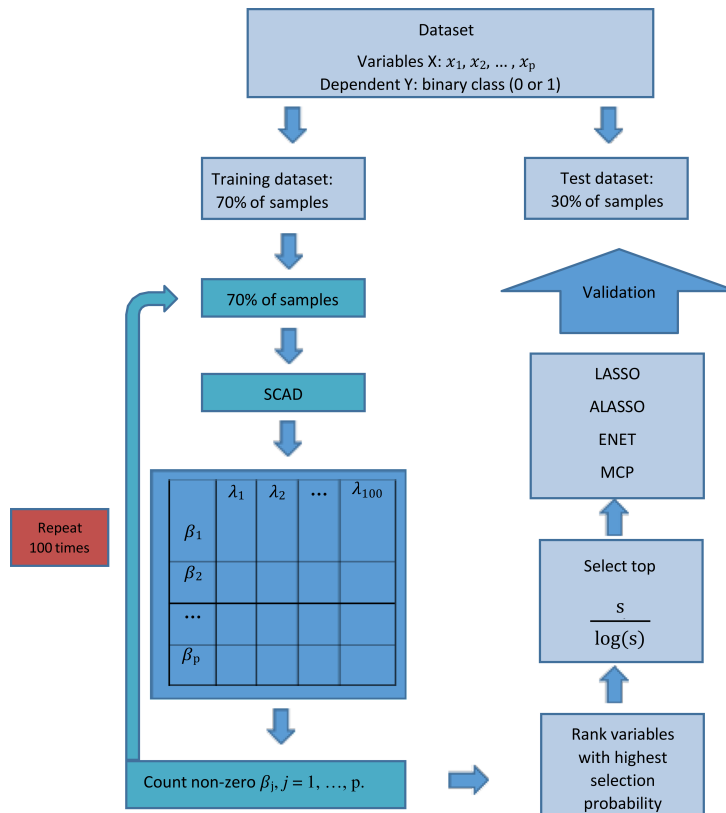 Dataset
Variables X: x₁, x₂, ... , xₚ
Dependent Y: binary class (0 or 1)
Training dataset:
70% of samples
Test dataset:
30% of samples
70% of samples
SCAD
λ₁ λ₂ ... λ₁₀₀
β₁
β₂
...
βₚ
Repeat
100 times
Count non-zero βⱼ, j = 1, ..., p.
Rank variables
with highest
selection
probability
Select top
s
log(s)
LASSO
ALASSO
ENET
MCP
Validation